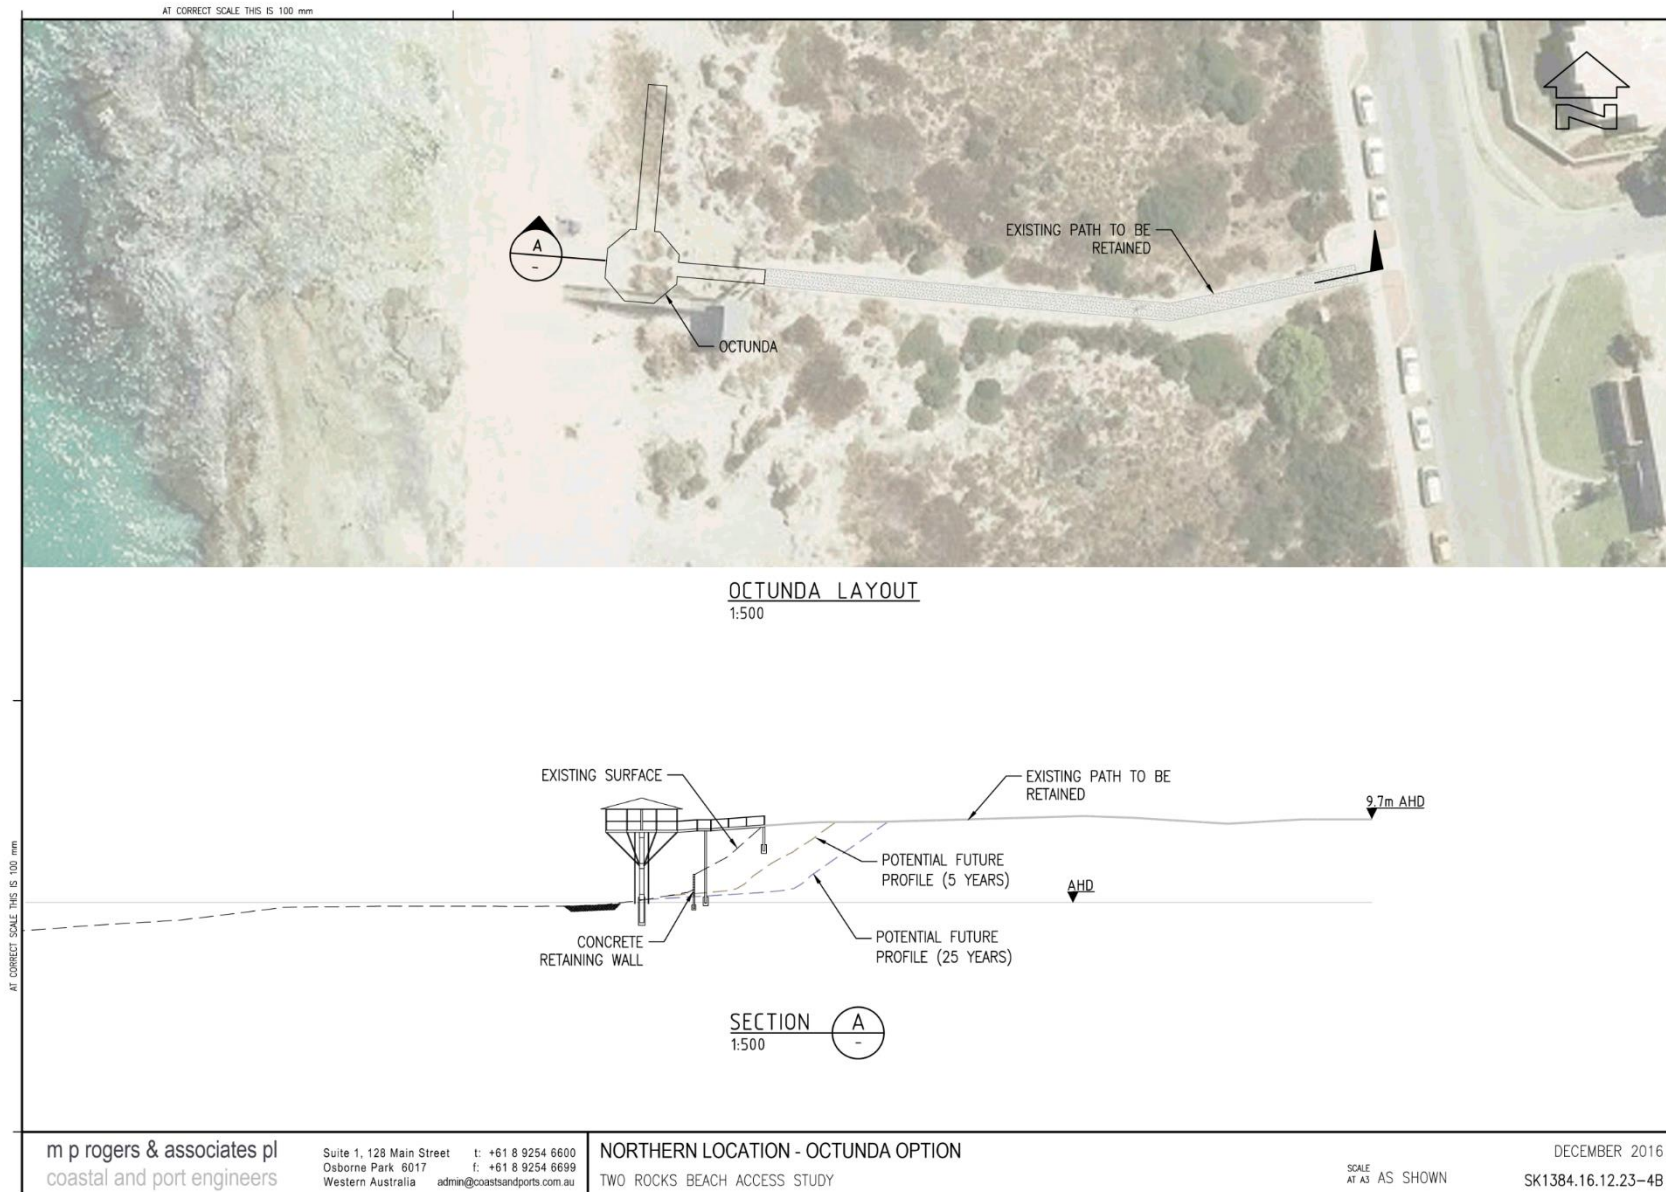 AT CORRECT SCALE THIS IS 100 mm
N
A
-
EXISTING PATH TO BE
RETAINED
OCTUNDA
OCTUNDA LAYOUT
1:500
EXISTING SURFACE
EXISTING PATH TO BE
RETAINED
9.7m AHD
POTENTIAL FUTURE
PROFILE (5 YEARS)
AHD
POTENTIAL FUTURE
PROFILE (25 YEARS)
CONCRETE
RETAINING WALL
AT CORRECT SCALE THIS IS 100 mm
SECTION
1:500
A
-
m p rogers & associates pl
coastal and port engineers
Suite 1, 128 Main Street t: +61 8 9254 6600
Osborne Park 6017 f: +61 8 9254 6699
Western Australia admin@coastsandports.com.au
NORTHERN LOCATION - OCTUNDA OPTION
TWO ROCKS BEACH ACCESS STUDY
DECEMBER 2016
SCALE
AT A3 AS SHOWN
SK1384.16.12.23-4B